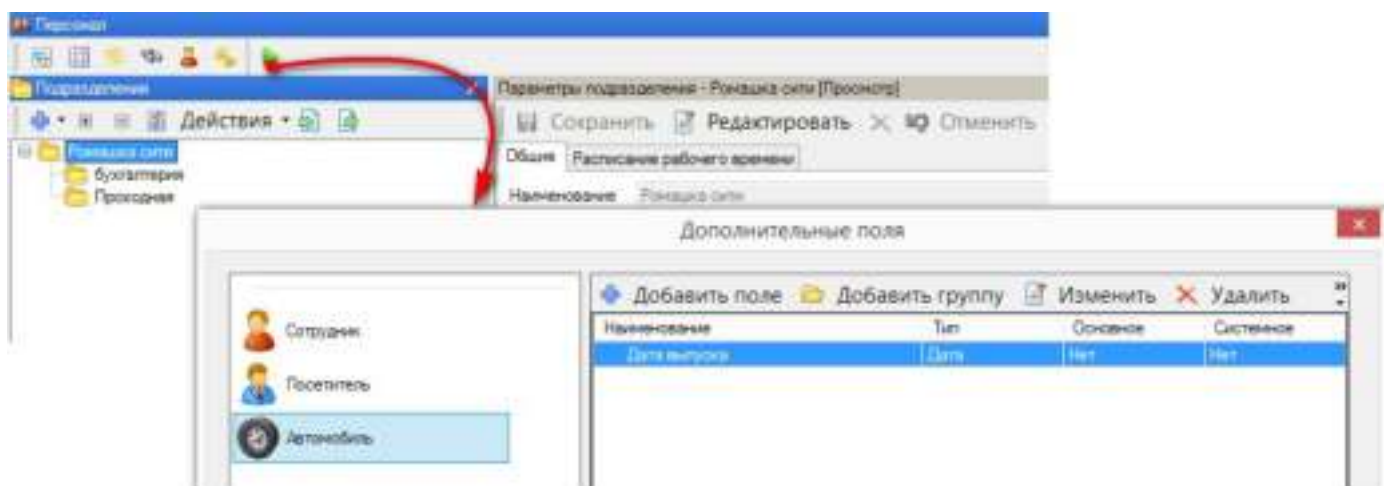 Персонал
Подразделения
Параметры подразделения - Ромашка сити [Просмотр]
Действия
Сохранить Редактировать Отменить
Ромашка сити
бухгалтерия
Проходная
Общие Расписание рабочего времени
Наименование Ромашка сити
Дополнительные поля
Добавить поле Добавить группу Изменить Удалить
Наименование Тип Основное Системное
Дата выпуска Дата Нет Нет
Сотрудник
Посетитель
Автомобиль